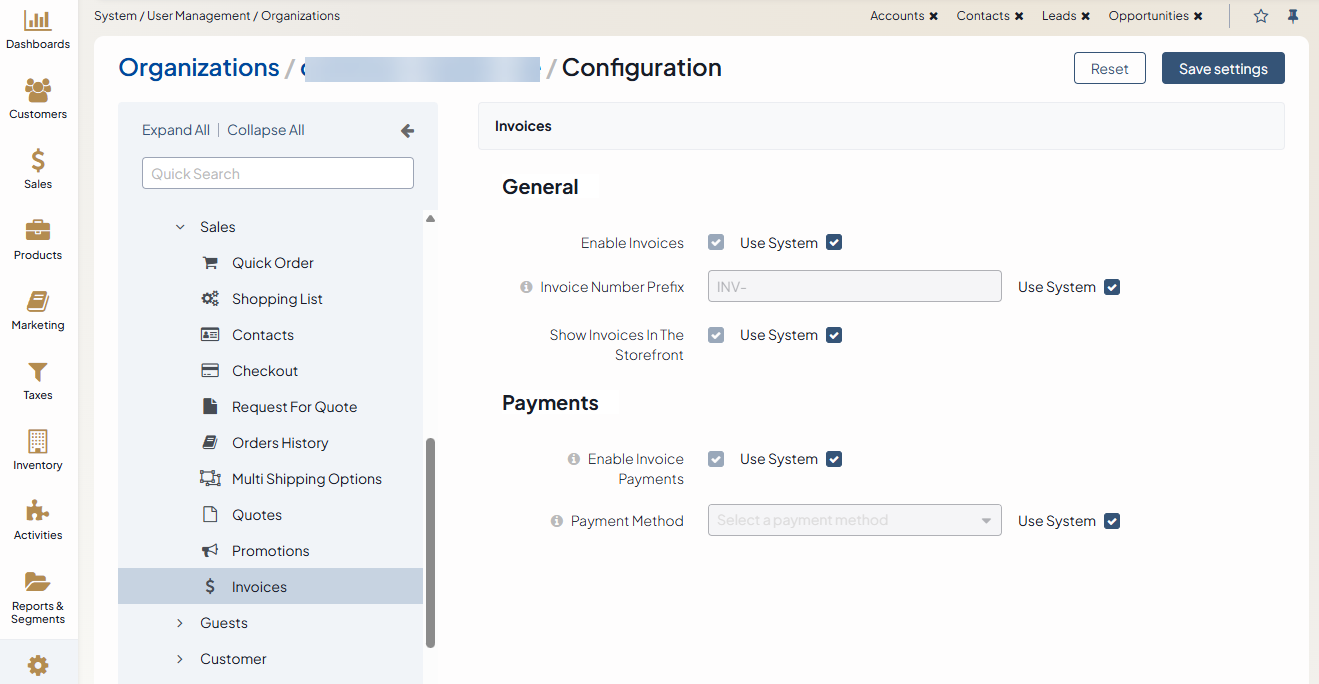 System / User Management / Organizations
Accounts ✖ Contacts ✖ Leads ✖ Opportunities ✖
Dashboards
Customers
Sales
Products
Marketing
Taxes
Inventory
Activities
Reports &
Segments
Organizations / / Configuration
Reset
Save settings
Expand All | Collapse All
Quick Search
Sales
Quick Order
Shopping List
Contacts
Checkout
Request For Quote
Orders History
Multi Shipping Options
Quotes
Promotions
Invoices
Guests
Customer
Invoices
General
Enable Invoices Use System
Invoice Number Prefix INV- Use System
Show Invoices In The
Storefront
Use System
Payments
Enable Invoice
Payments
Use System
Payment Method Select a payment method Use System